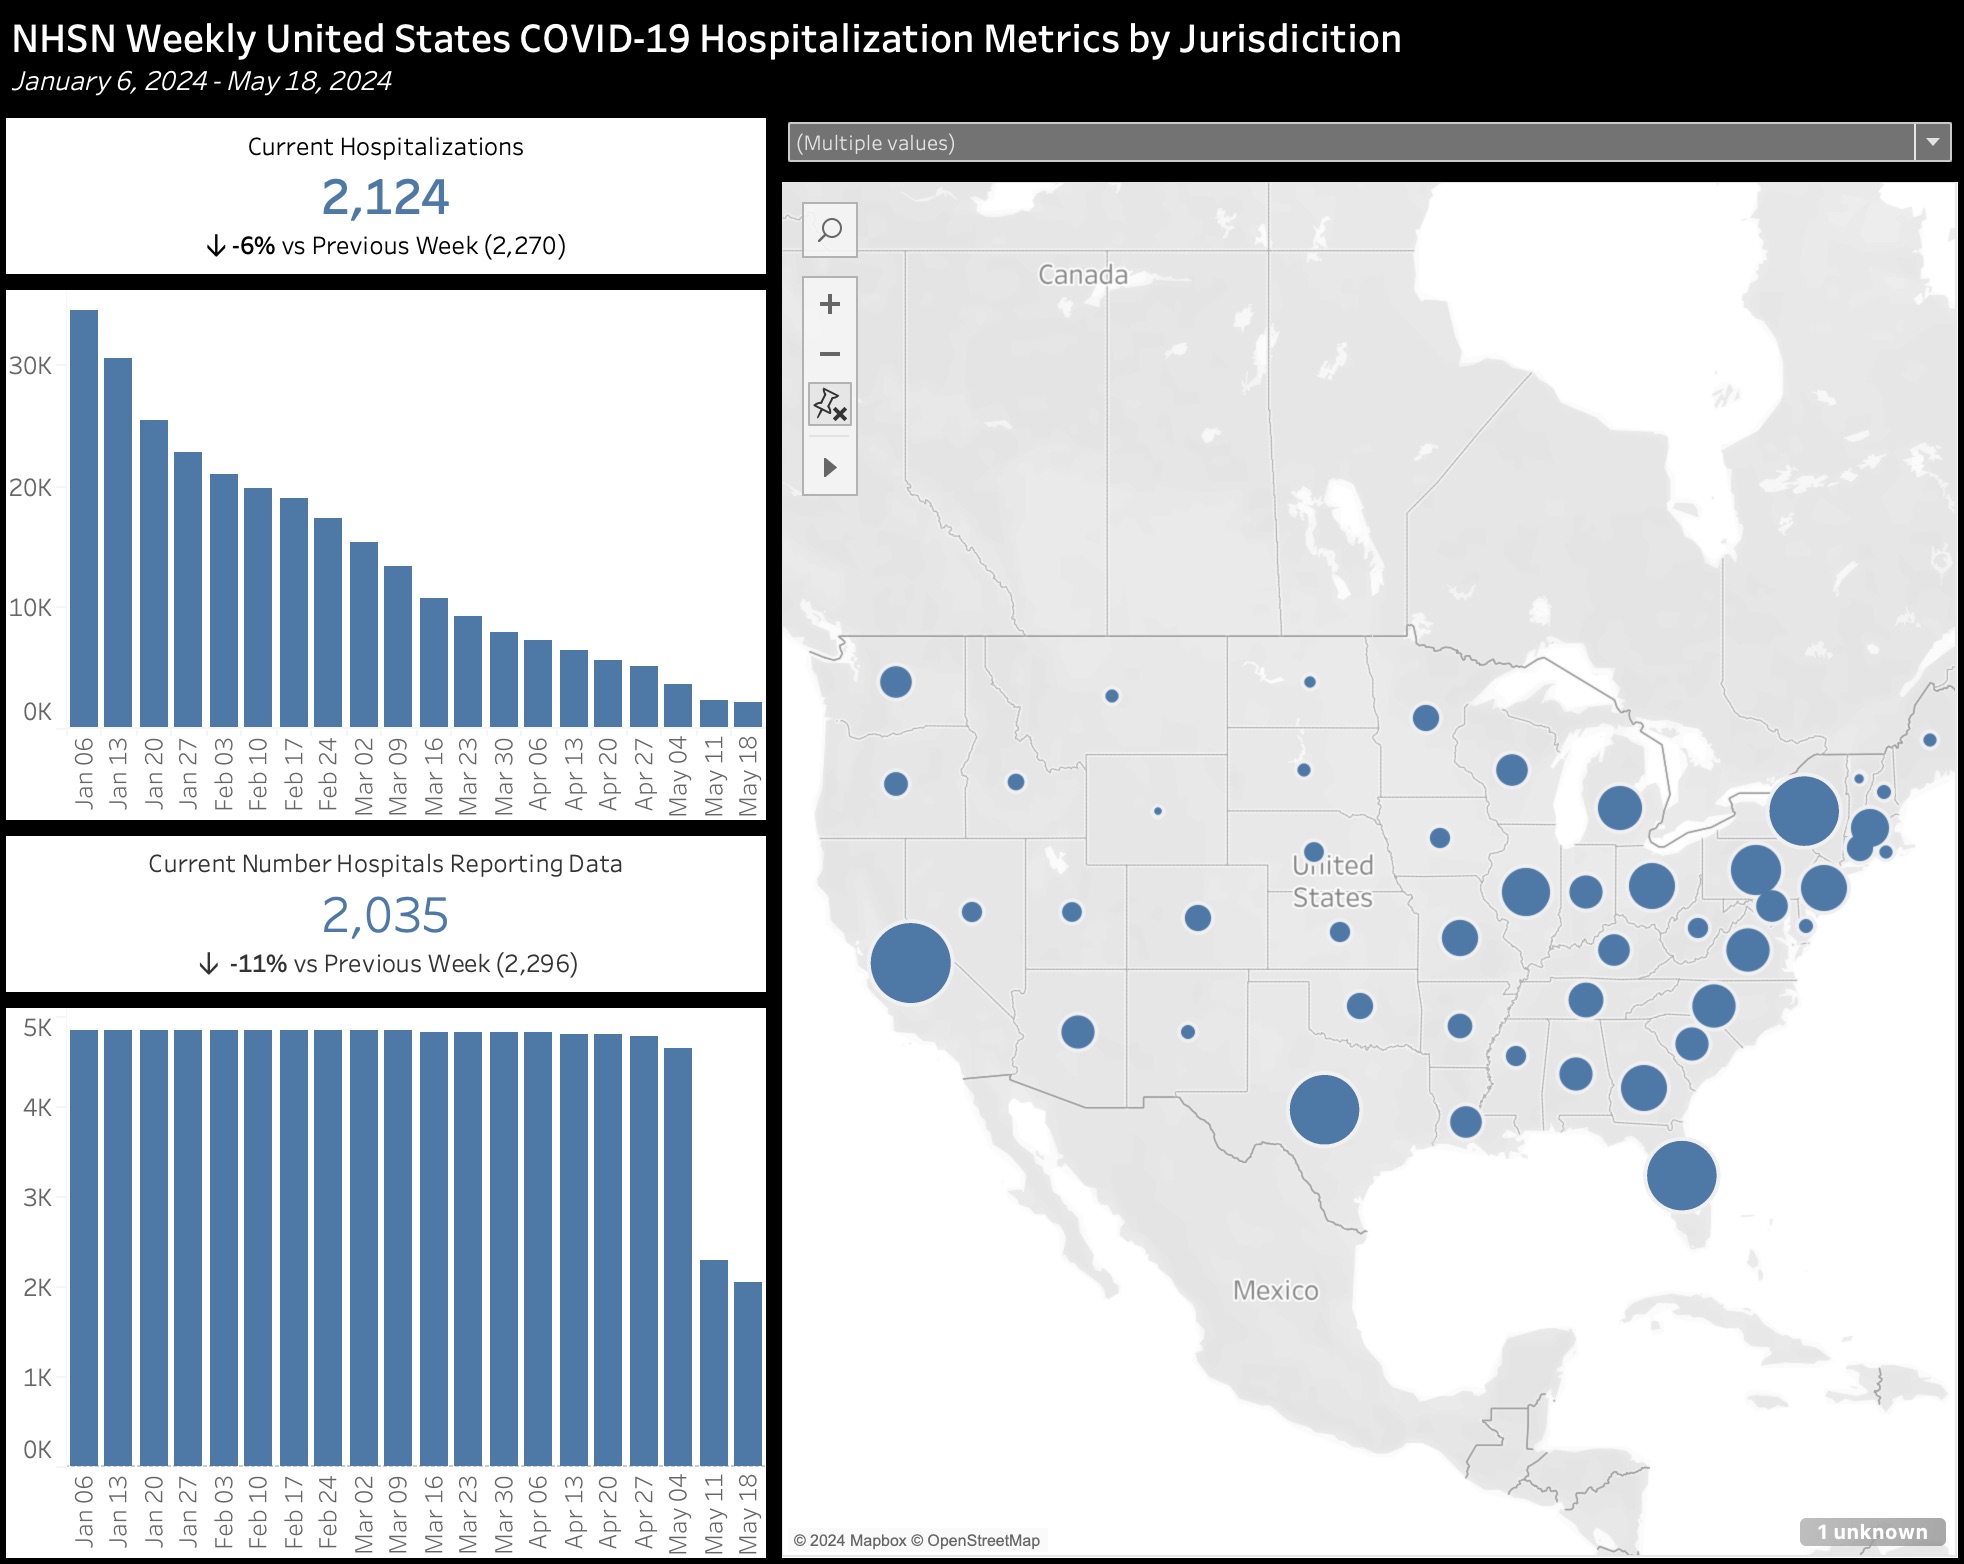 NHSN Weekly United States COVID-19 Hospitalization Metrics by Jurisdicition
January 6, 2024 - May 18, 2024
Current Hospitalizations
2,124
↓ -6% vs Previous Week (2,270)
30K
20K
10K
0K
Jan 06
Jan 13
Jan 20
Jan 27
Feb 03
Feb 10
Feb 17
Feb 24
Mar 02
Mar 09
Mar 16
Mar 23
Mar 30
Apr 06
Apr 13
Apr 20
Apr 27
May 04
May 11
May 18
Current Number Hospitals Reporting Data
2,035
↓ -11% vs Previous Week (2,296)
5K
4K
3K
2K
1K
0K
Jan 06
Jan 13
Jan 20
Jan 27
Feb 03
Feb 10
Feb 17
Feb 24
Mar 02
Mar 09
Mar 16
Mar 23
Mar 30
Apr 06
Apr 13
Apr 20
Apr 27
May 04
May 11
May 18
(Multiple values)
Canada
United
States
Mexico
© 2024 Mapbox © OpenStreetMap
1 unknown